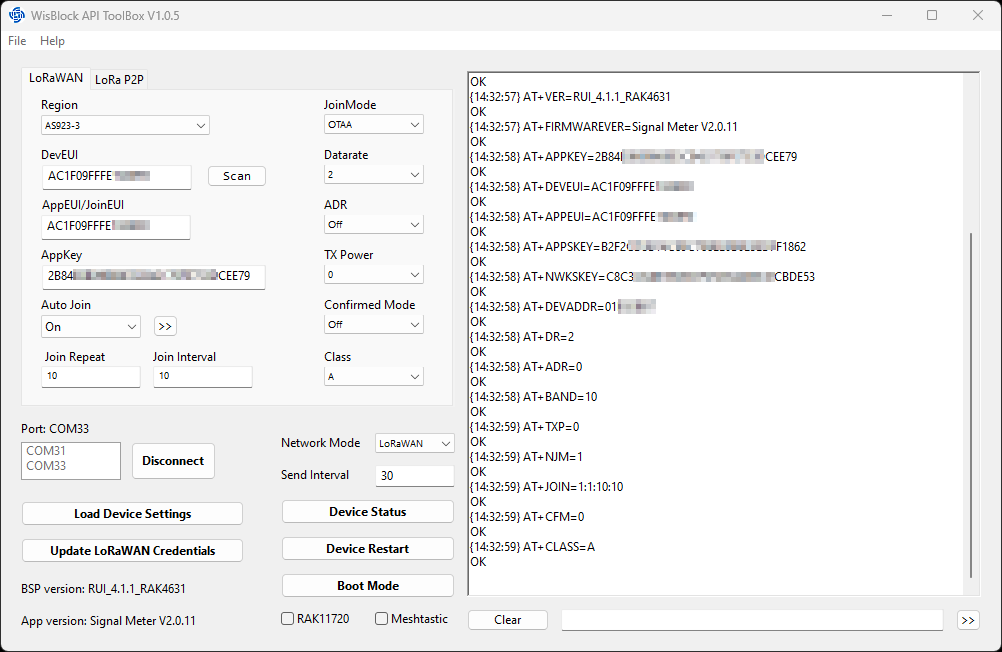 WisBlock API ToolBox V1.0.5
File Help
LoRaWAN LoRa P2P
Region
AS923-3
JoinMode
OTAA
DevEUI
AC1F09FFFE
Scan
Datarate
2
AppEUI/JoinEUI
AC1F09FFFE
ADR
Off
AppKey
2B84 CEE79
TX Power
0
Auto Join
On
>>
Confirmed Mode
Off
Join Repeat
10
Join Interval
10
Class
A
Port: COM33
COM31
COM33
Disconnect
Network Mode
LoRaWAN
Send Interval
30
Load Device Settings
Device Status
Update LoRaWAN Credentials
Device Restart
Boot Mode
BSP version: RUI_4.1.1_RAK4631
App version: Signal Meter V2.0.11
RAK11720
Meshtastic
OK
{14:32:57} AT+VER=RUI_4.1.1_RAK4631
OK
{14:32:57} AT+FIRMWAREVER=Signal Meter V2.0.11
OK
{14:32:58} AT+APPKEY=2B84 CEE79
OK
{14:32:58} AT+DEVEUI=AC1F09FFFE
OK
{14:32:58} AT+APPEUI=AC1F09FFFE
OK
{14:32:58} AT+APPSKEY=B2F2 F1862
OK
{14:32:58} AT+NWKSKEY=C8C3 CBDE53
OK
{14:32:58} AT+DEVADDR=01
OK
{14:32:58} AT+DR=2
OK
{14:32:58} AT+ADR=0
OK
{14:32:58} AT+BAND=10
OK
{14:32:59} AT+TXP=0
OK
{14:32:59} AT+NJM=1
OK
{14:32:59} AT+JOIN=1:1:10:10
OK
{14:32:59} AT+CFM=0
OK
{14:32:59} AT+CLASS=A
OK
Clear
>>